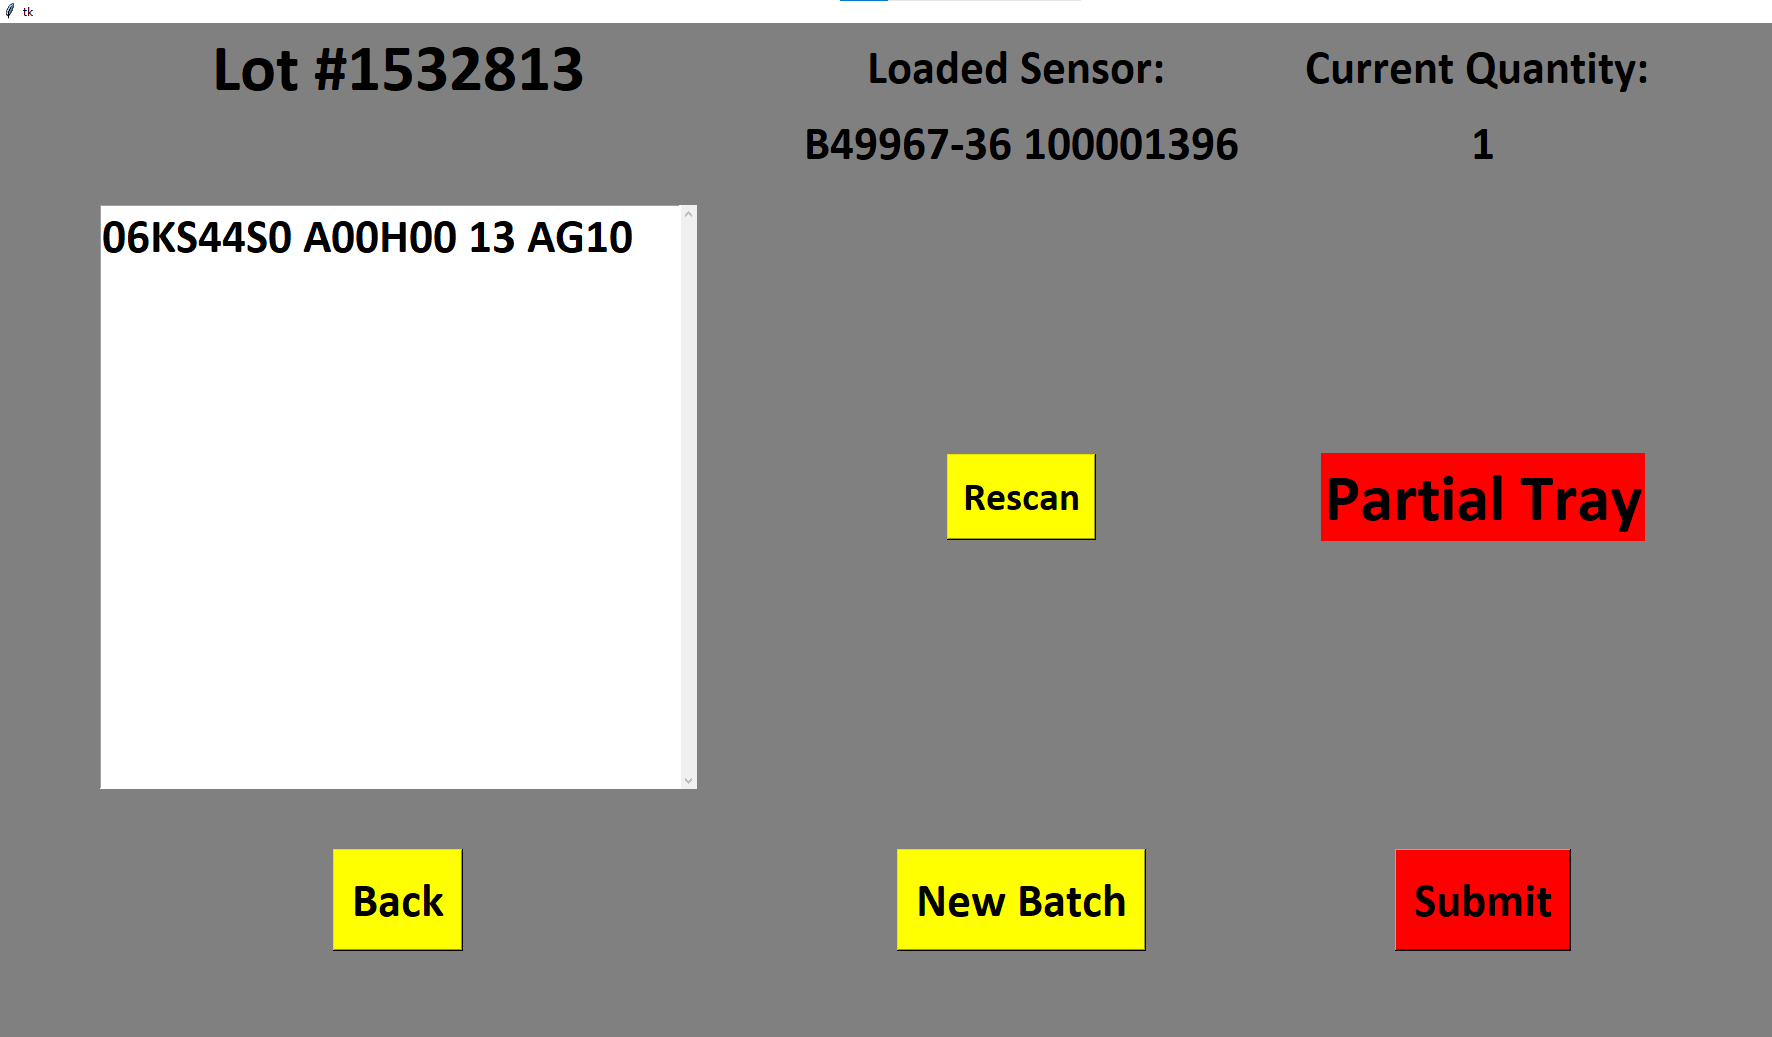 tk
Lot #1532813
Loaded Sensor:
Current Quantity:
B49967-36 100001396
1
06KS44S0 A00H00 13 AG10
Rescan
Partial Tray
Back
New Batch
Submit